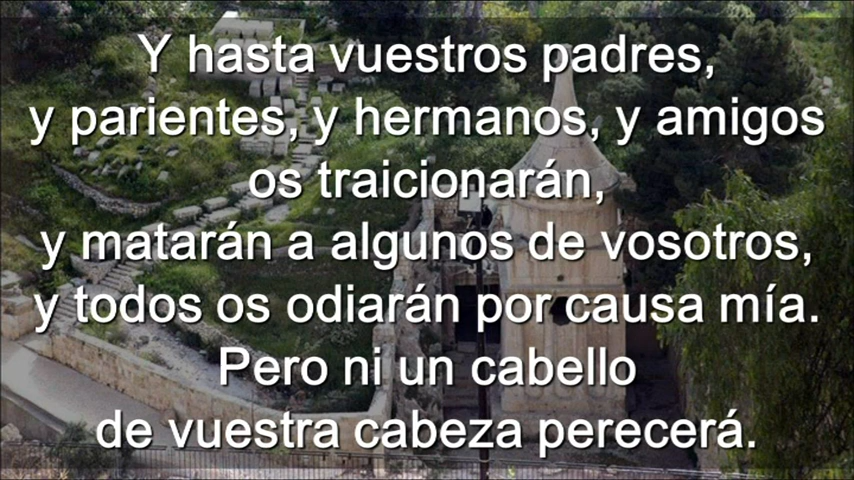 Y hasta vuestros padres,
y parientes, y hermanos, y amigos
os traicionarán,
y matarán a algunos de vosotros,
y todos os odiarán por causa mía.
Pero ni un cabello
de vuestra cabeza perecerá.